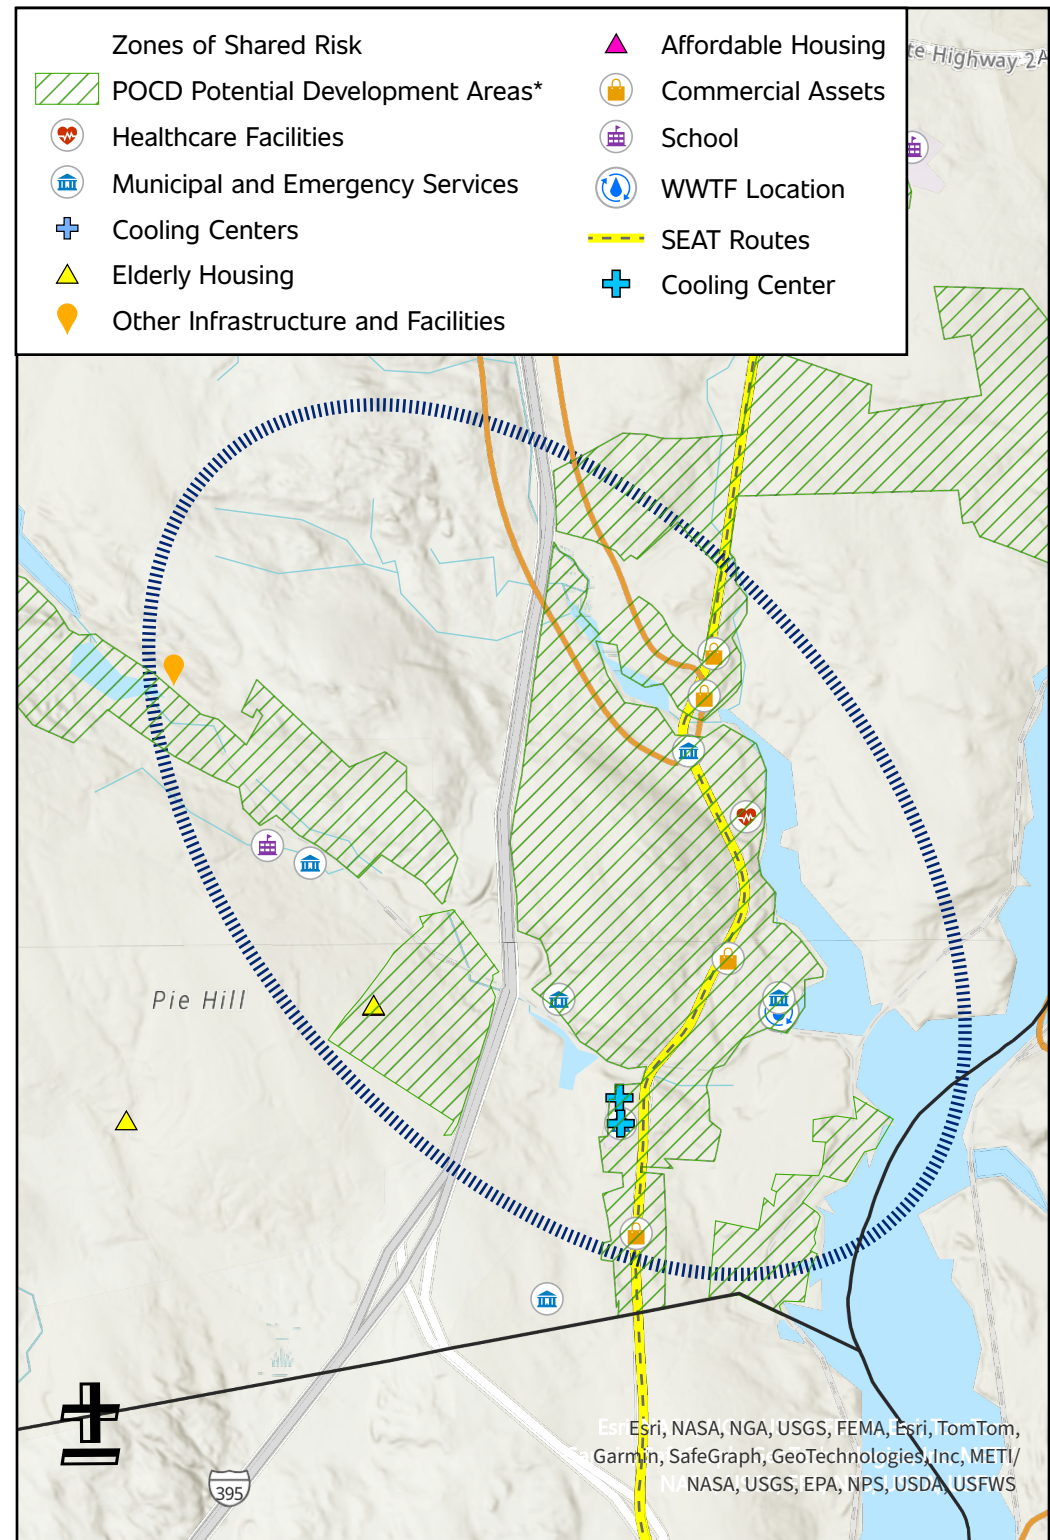 Zones of Shared Risk
POCD Potential Development Areas*
Healthcare Facilities
Municipal and Emergency Services
Cooling Centers
Elderly Housing
Other Infrastructure and Facilities
Affordable Housing
Commercial Assets
School
WWTF Location
SEAT Routes
Cooling Center
te Highway 2A
Pie Hill
395
Esri, NASA, NGA, USGS, FEMA, Esri, TomTom,
Garmin, SafeGraph, GeoTechnologies, Inc, METI/
NASA, USGS, EPA, NPS, USDA, USFWS